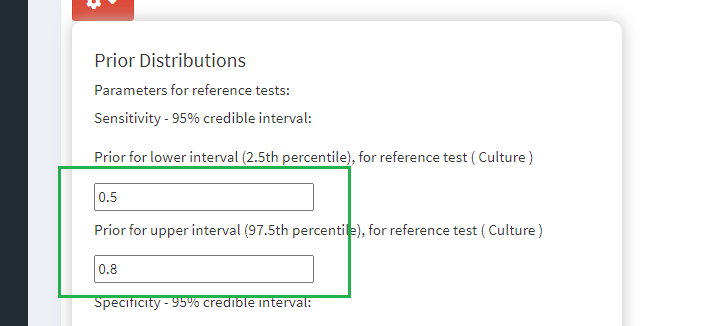 Prior Distributions
Parameters for reference tests:
Sensitivity - 95% credible interval:
Prior for lower interval (2.5th percentile), for reference test ( Culture )
0.5
Prior for upper interval (97.5th percentile), for reference test ( Culture )
0.8
Specificity - 95% credible interval: